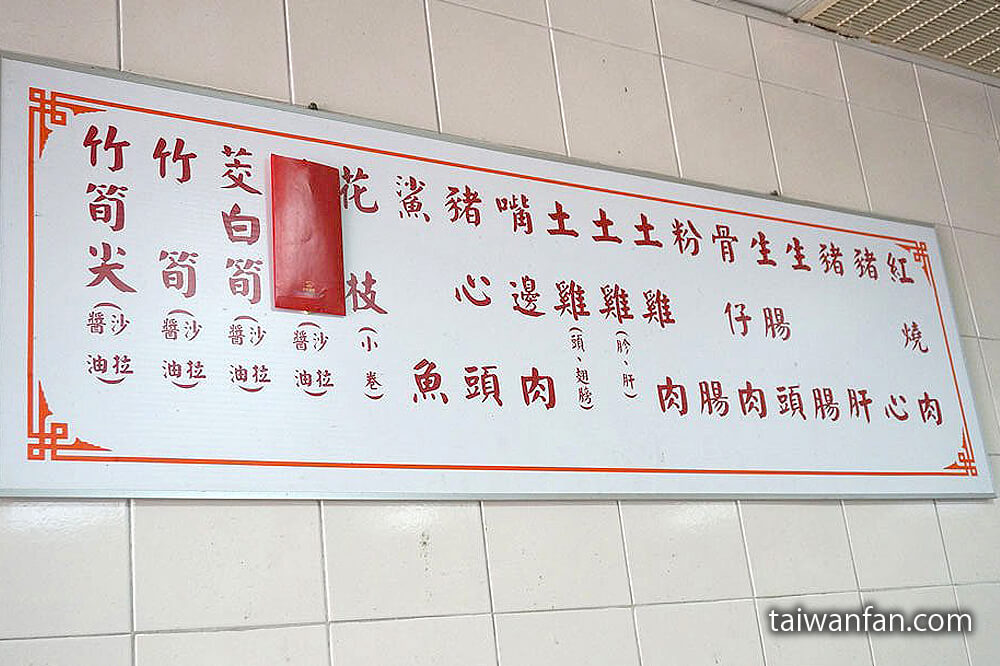 紅燒肉
豬心
豬肝
生腸
生腸頭
骨仔肉
粉腸
土雞肉
土雞(胗、肝)
土雞(頭、翅膀)
嘴邊肉
豬心頭
鯊魚
花枝(小卷)
(沙拉醬油)
茭白筍(沙拉醬油)
竹筍(沙拉醬油)
竹筍尖(沙拉醬油)
taiwanfan.com